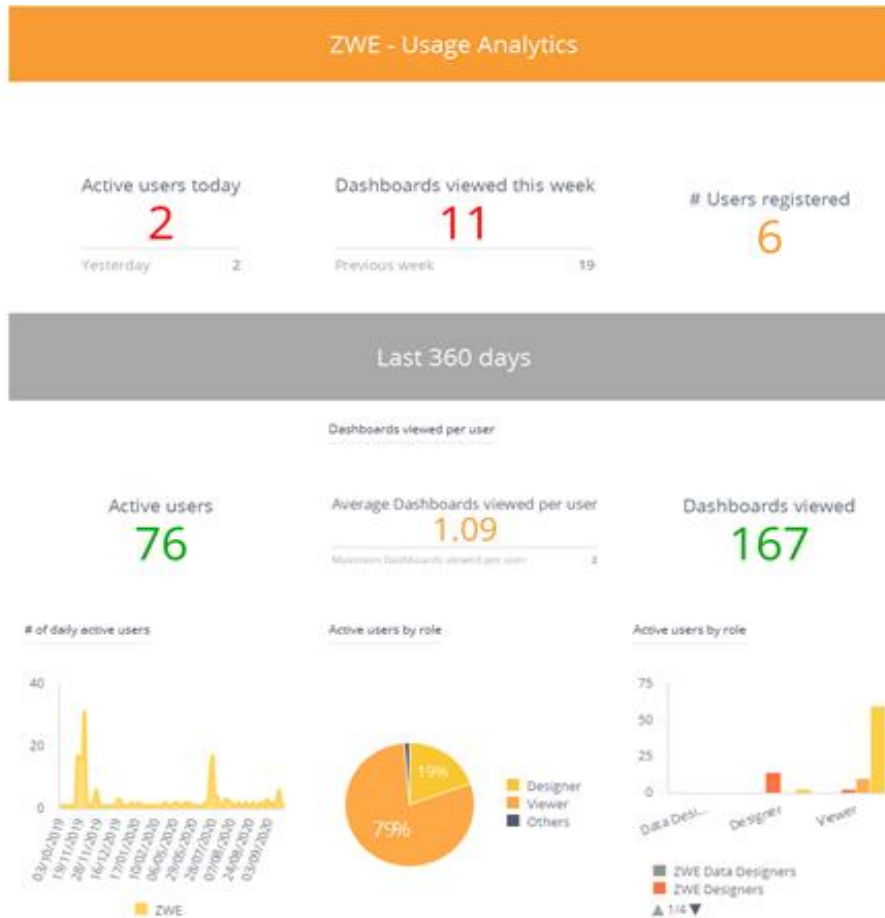 ZWE - Usage Analytics
Active users today
2
Yesterday 2
Dashboards viewed this week
11
Previous week 19
# Users registered
6
Last 360 days
Dashboards viewed per user
Active users
76
Average Dashboards viewed per user
1.09
Maximum Dashboards viewed per user 2
Dashboards viewed
167
# of daily active users
40
20
0
03/10/2019
19/11/2019
28/11/2019
16/12/2019
17/01/2020
10/02/2020
06/05/2020
29/05/2020
28/07/2020
07/08/2020
24/08/2020
03/09/2020
ZWE
Active users by role
19%
79%
Designer
Viewer
Others
Active users by role
75
50
25
0
Data Desi...
Designer
Viewer
ZWE Data Designers
ZWE Designers
1/4